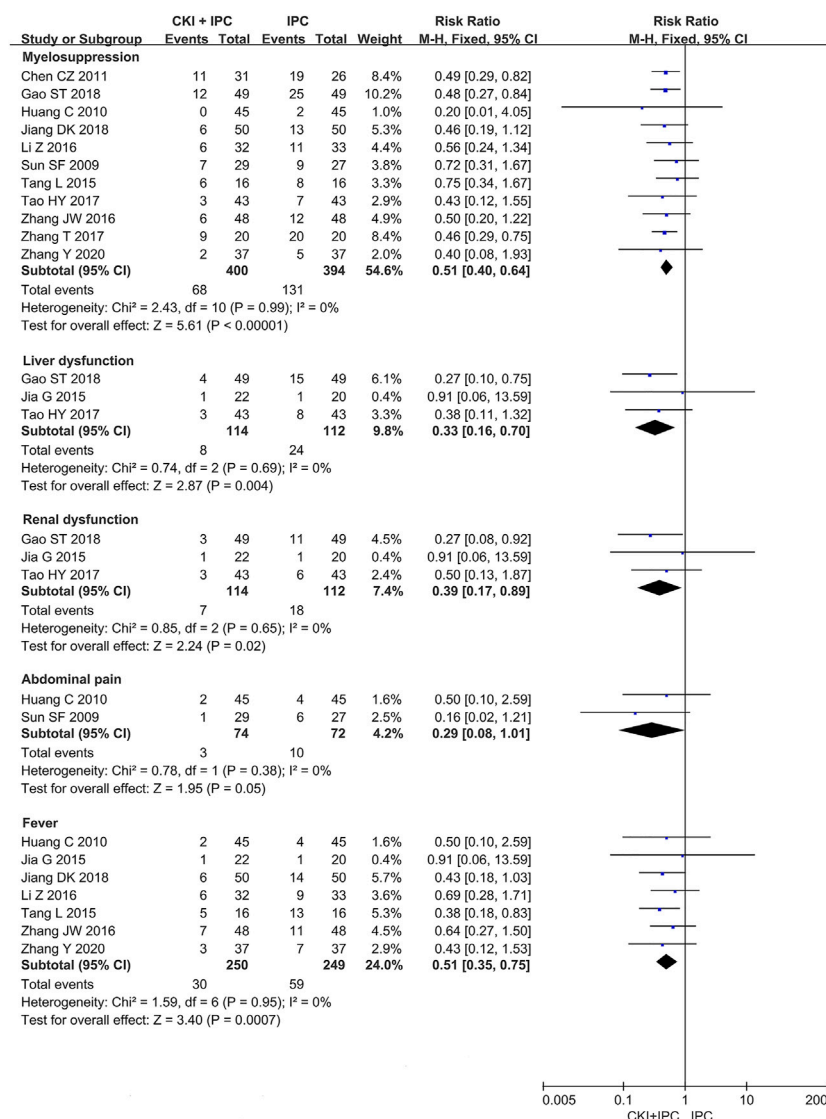 CKI + IPC IPC Risk Ratio Risk Ratio
Study or Subgroup Events Total Events Total Weight M-H, Fixed, 95% CI M-H, Fixed, 95% CI
Myelosuppression
Chen CZ 2011 11 31 19 26 8.4% 0.49 [0.29, 0.82]
Gao ST 2018 12 49 25 49 10.2% 0.48 [0.27, 0.84]
Huang C 2010 0 45 2 45 1.0% 0.20 [0.01, 4.05]
Jiang DK 2018 6 50 13 50 5.3% 0.46 [0.19, 1.12]
Li Z 2016 6 32 11 33 4.4% 0.56 [0.24, 1.34]
Sun SF 2009 7 29 9 27 3.8% 0.72 [0.31, 1.67]
Tang L 2015 6 16 8 16 3.3% 0.75 [0.34, 1.67]
Tao HY 2017 3 43 7 43 2.9% 0.43 [0.12, 1.55]
Zhang JW 2016 6 48 12 48 4.9% 0.50 [0.20, 1.22]
Zhang T 2017 9 20 20 20 8.4% 0.46 [0.29, 0.75]
Zhang Y 2020 2 37 5 37 2.0% 0.40 [0.08, 1.93]
Subtotal (95% CI) 400 394 54.6% 0.51 [0.40, 0.64]
Total events 68 131
Heterogeneity: Chi² = 2.43, df = 10 (P = 0.99); I² = 0%
Test for overall effect: Z = 5.61 (P < 0.00001)
Liver dysfunction
Gao ST 2018 4 49 15 49 6.1% 0.27 [0.10, 0.75]
Jia G 2015 1 22 1 20 0.4% 0.91 [0.06, 13.59]
Tao HY 2017 3 43 8 43 3.3% 0.38 [0.11, 1.32]
Subtotal (95% CI) 114 112 9.8% 0.33 [0.16, 0.70]
Total events 8 24
Heterogeneity: Chi² = 0.74, df = 2 (P = 0.69); I² = 0%
Test for overall effect: Z = 2.87 (P = 0.004)
Renal dysfunction
Gao ST 2018 3 49 11 49 4.5% 0.27 [0.08, 0.92]
Jia G 2015 1 22 1 20 0.4% 0.91 [0.06, 13.59]
Tao HY 2017 3 43 6 43 2.4% 0.50 [0.13, 1.87]
Subtotal (95% CI) 114 112 7.4% 0.39 [0.17, 0.89]
Total events 7 18
Heterogeneity: Chi² = 0.85, df = 2 (P = 0.65); I² = 0%
Test for overall effect: Z = 2.24 (P = 0.02)
Abdominal pain
Huang C 2010 2 45 4 45 1.6% 0.50 [0.10, 2.59]
Sun SF 2009 1 29 6 27 2.5% 0.16 [0.02, 1.21]
Subtotal (95% CI) 74 72 4.2% 0.29 [0.08, 1.01]
Total events 3 10
Heterogeneity: Chi² = 0.78, df = 1 (P = 0.38); I² = 0%
Test for overall effect: Z = 1.95 (P = 0.05)
Fever
Huang C 2010 2 45 4 45 1.6% 0.50 [0.10, 2.59]
Jia G 2015 1 22 1 20 0.4% 0.91 [0.06, 13.59]
Jiang DK 2018 6 50 14 50 5.7% 0.43 [0.18, 1.03]
Li Z 2016 6 32 9 33 3.6% 0.69 [0.28, 1.71]
Tang L 2015 5 16 13 16 5.3% 0.38 [0.18, 0.83]
Zhang JW 2016 7 48 11 48 4.5% 0.64 [0.27, 1.50]
Zhang Y 2020 3 37 7 37 2.9% 0.43 [0.12, 1.53]
Subtotal (95% CI) 250 249 24.0% 0.51 [0.35, 0.75]
Total events 30 59
Heterogeneity: Chi² = 1.59, df = 6 (P = 0.95); I² = 0%
Test for overall effect: Z = 3.40 (P = 0.0007)
0.005 0.1 1 10 200
CKI+IPC IPC